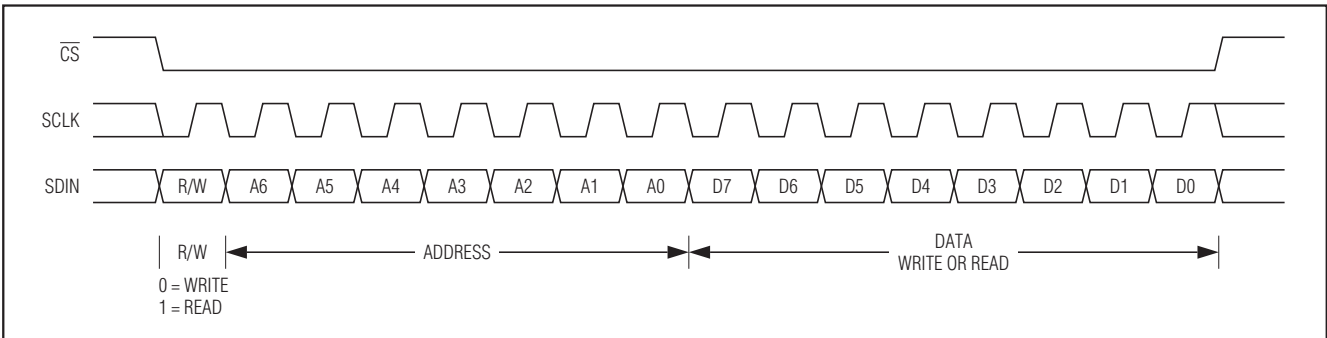 CS
SCLK
SDIN R/W A6 A5 A4 A3 A2 A1 A0 D7 D6 D5 D4 D3 D2 D1 D0
R/W ADDRESS DATA
WRITE OR READ
0 = WRITE
1 = READ